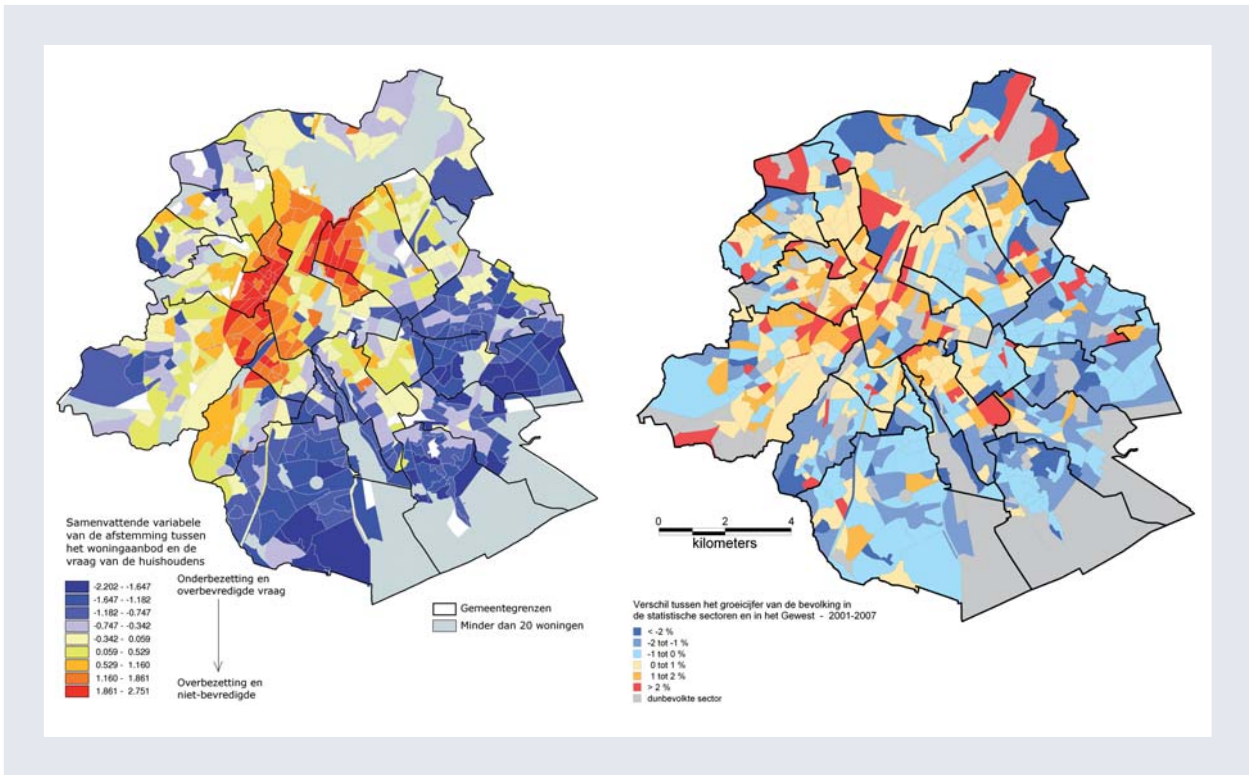 Samenvattende variabele
van de afstemming tussen
het woningaanbod en de
vraag van de huishoudens
-2.202 - -1.647
-1.647 - -1.182
-1.182 - -0.747
-0.747 - -0.342
-0.342 - 0.059
0.059 - 0.529
0.529 - 1.160
1.160 - 1.861
1.861 - 2.751
Onderbezetting en
overbevredigde vraag
Overbezetting en
niet-bevredigde
Gemeentegrenzen
Minder dan 20 woningen
0 2 4
kilometers
Verschil tussen het groeicijfer van de bevolking in
de statistische sectoren en in het Gewest - 2001-2007
< -2 %
-2 tot -1 %
-1 tot 0 %
0 tot 1 %
1 tot 2 %
> 2 %
dunbevolkte sector